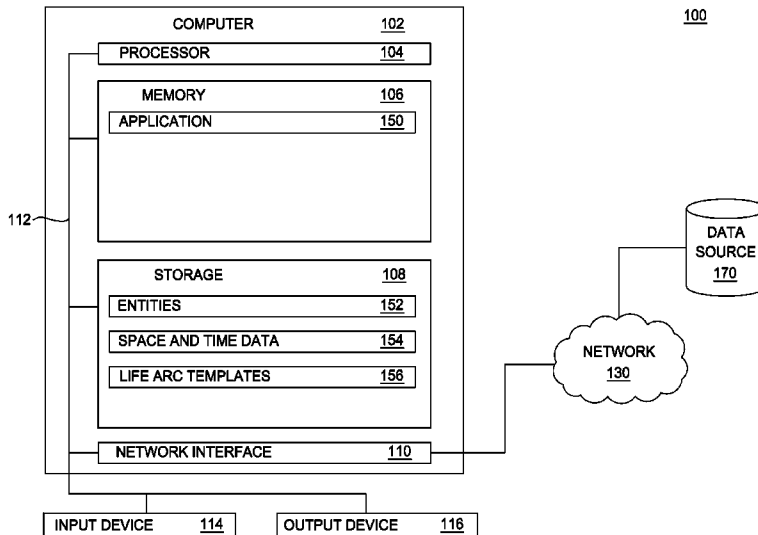 100
COMPUTER 102
PROCESSOR 104
MEMORY 106
APPLICATION 150
112
STORAGE 108
ENTITIES 152
SPACE AND TIME DATA 154
LIFE ARC TEMPLATES 156
NETWORK INTERFACE 110
DATA
SOURCE
170
NETWORK
130
INPUT DEVICE 114
OUTPUT DEVICE 116